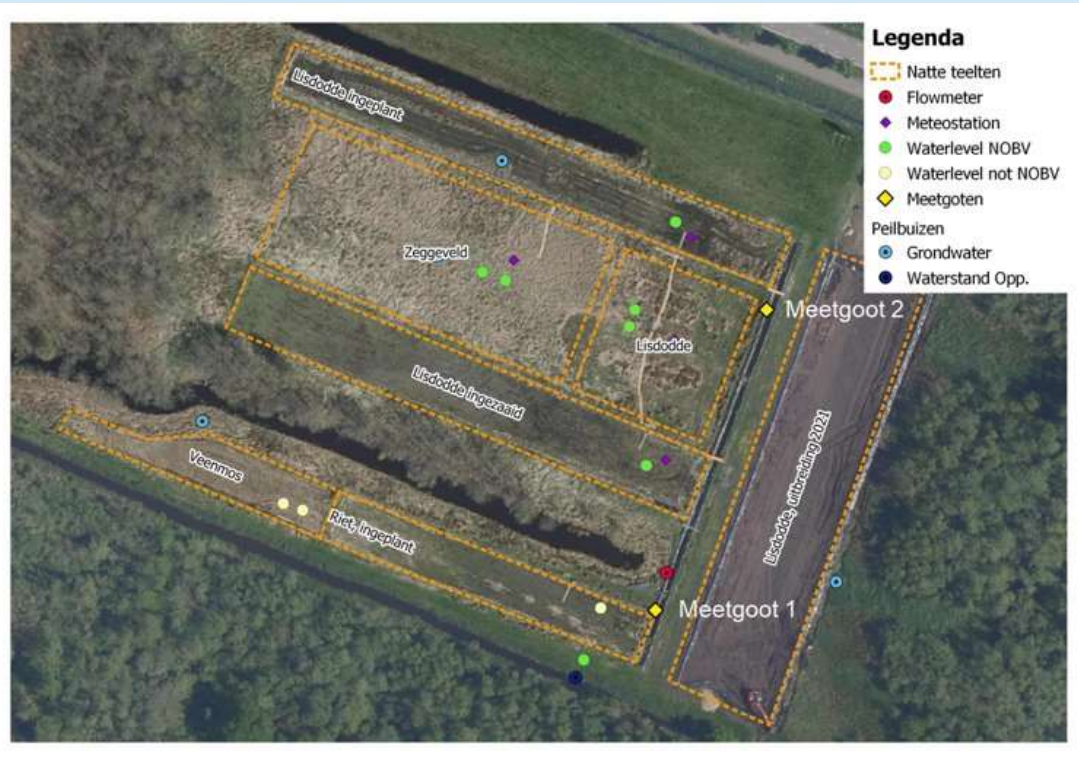 Legenda
Natte teelten
Flowmeter
Meteostation
Waterlevel NOBV
Waterlevel not NOBV
Meetgoten
Peilbuizen
Grondwater
Waterstand Opp.
Lisdodde ingeplant
Zeggeveld
Meetgoot 2
Lisdodde
Lisdodde ingezaaid
Lisdodde, uitbreiding 2021
Veenmos
Riet, ingeplant
Meetgoot 1